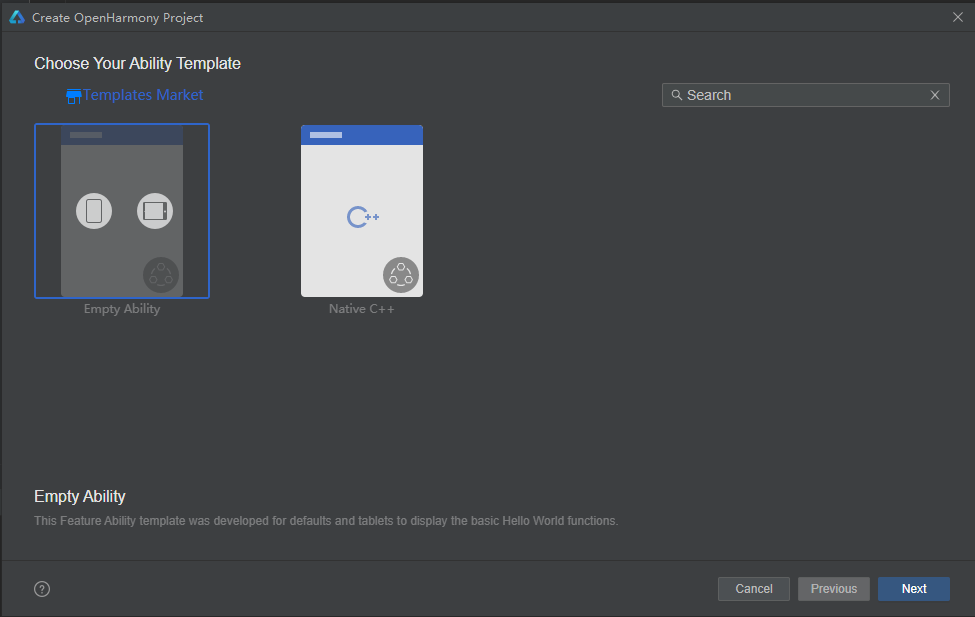 Create OpenHarmony Project
Choose Your Ability Template
Templates Market
Search
C++
Empty Ability
Native C++
Empty Ability
This Feature Ability template was developed for defaults and tablets to display the basic Hello World functions.
?
Cancel
Previous
Next